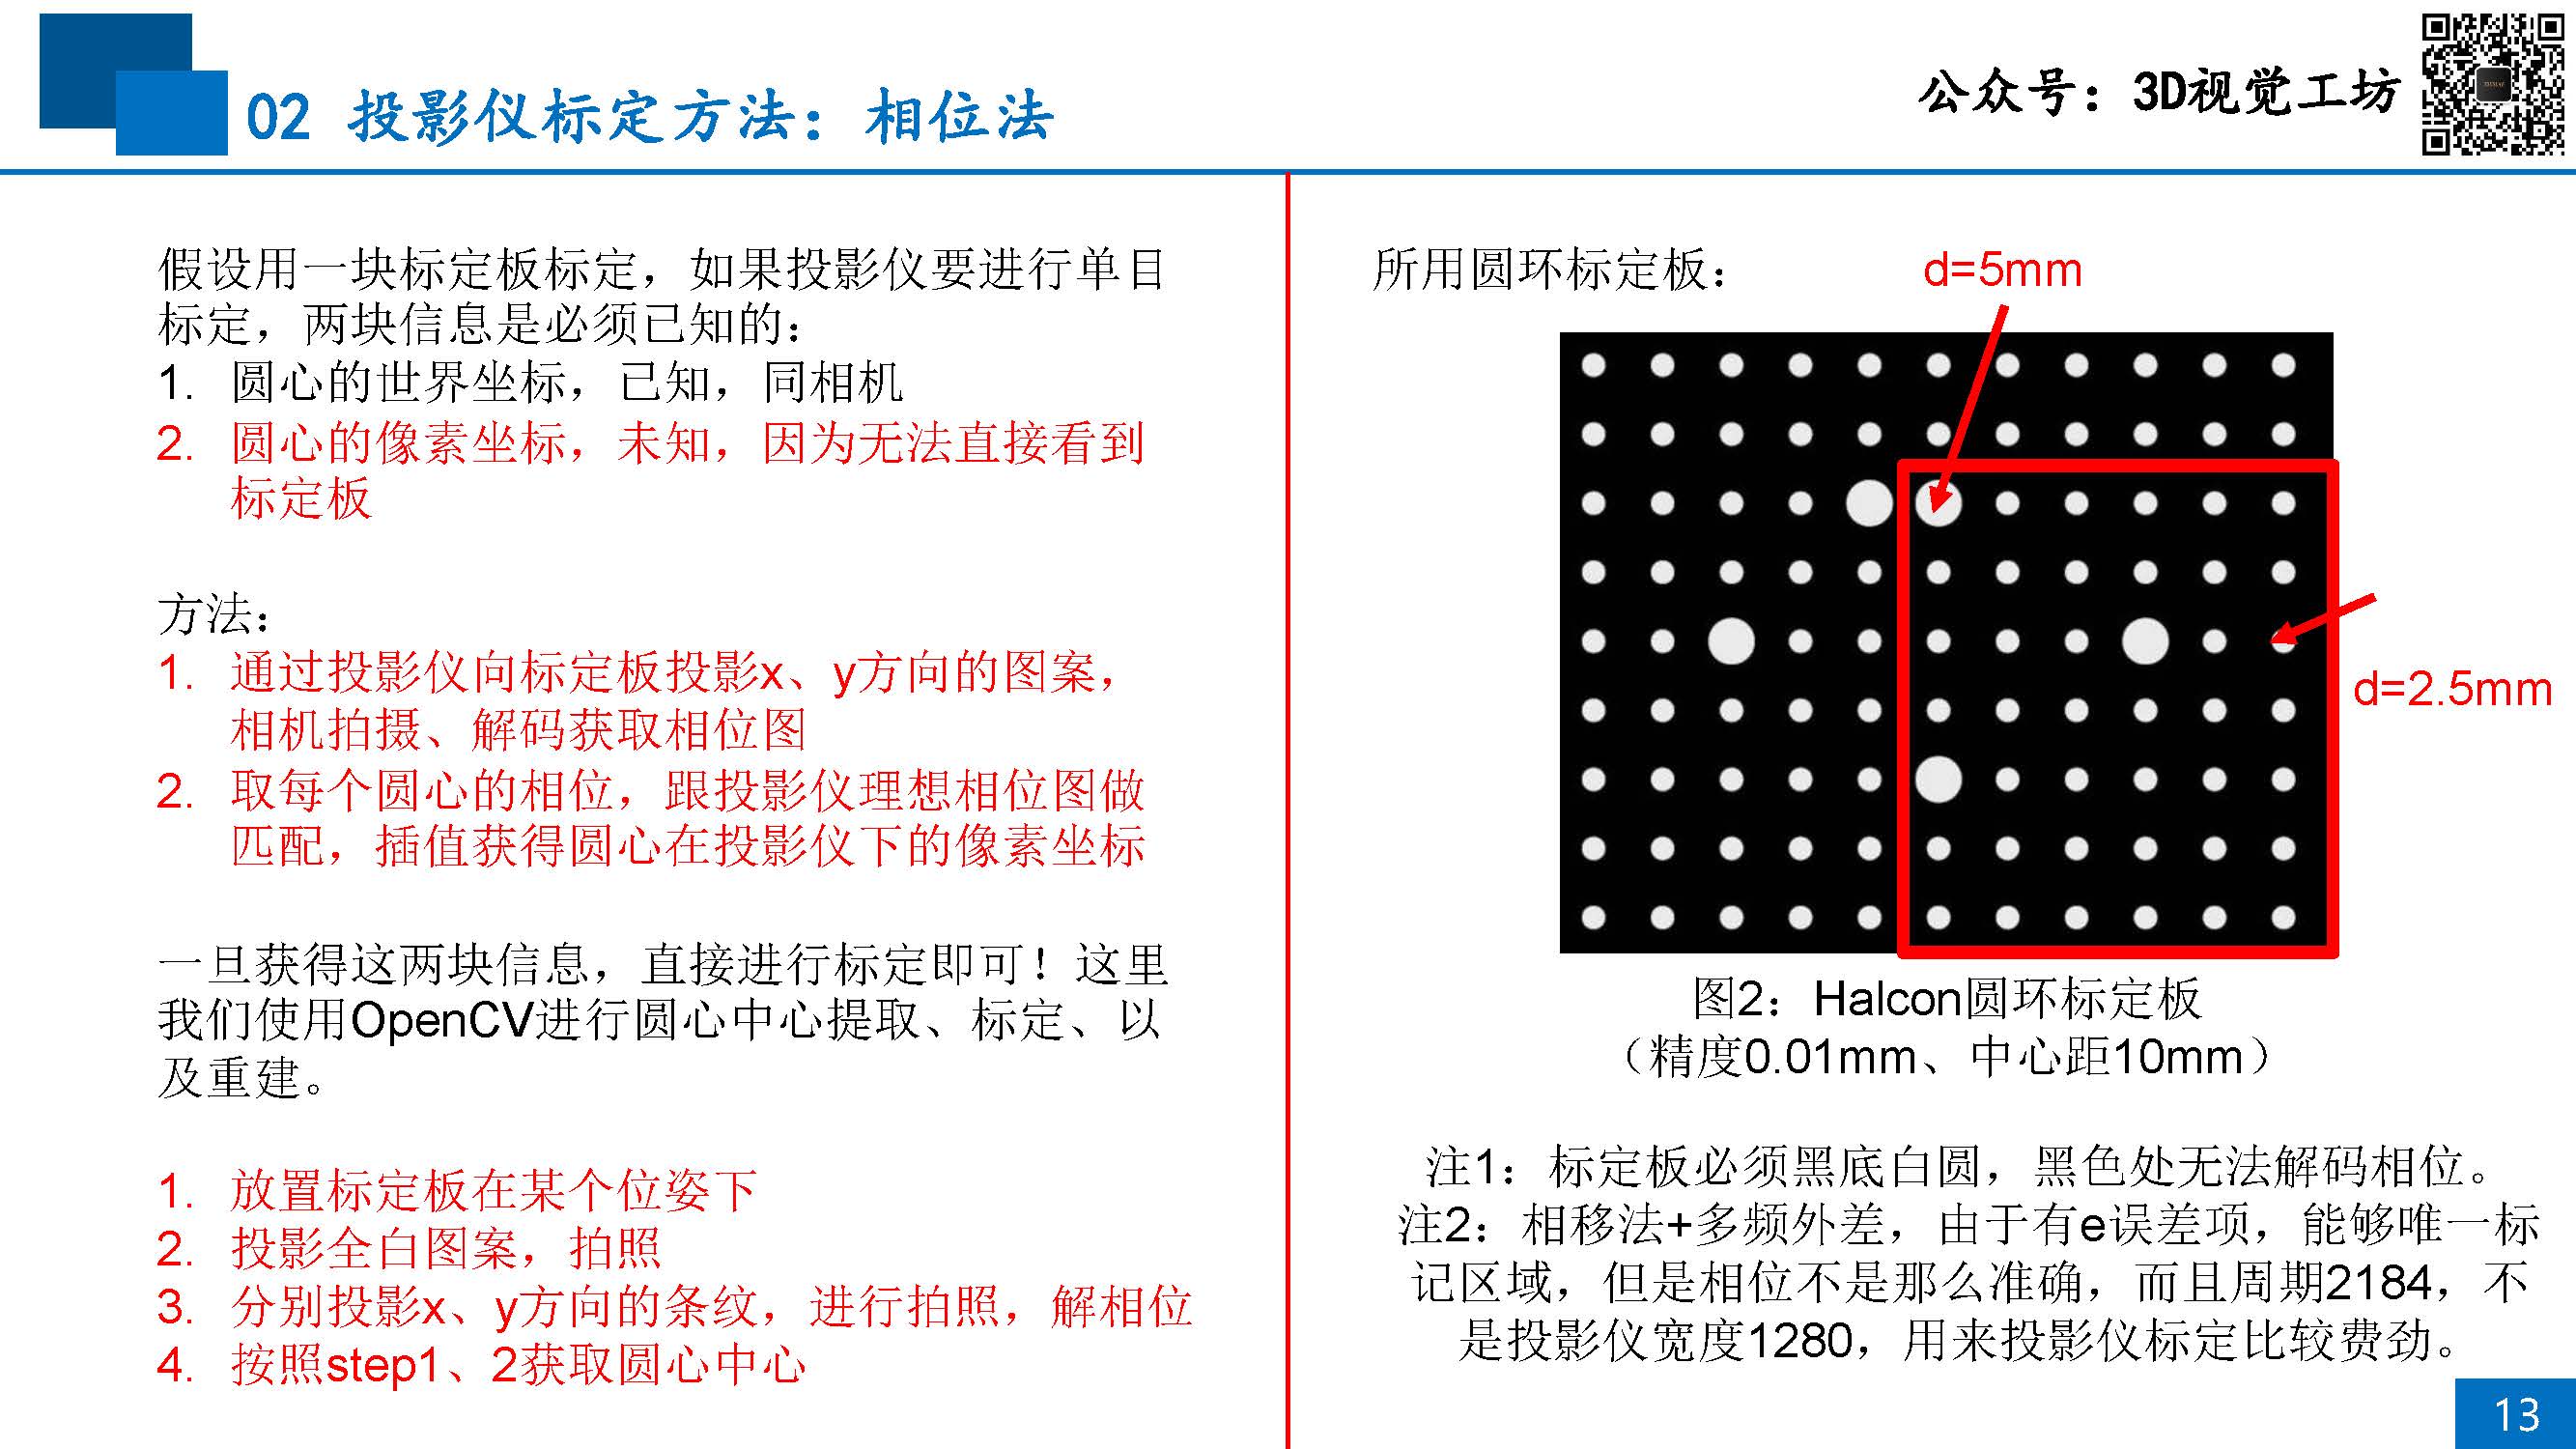 02 投影仪标定方法：相位法
公众号：3D视觉工坊
假设用一块标定板标定，如果投影仪要进行单目
标定，两块信息是必须已知的：
1. 圆心的世界坐标，已知，同相机
2. 圆心的像素坐标，未知，因为无法直接看到
标定板
方法：
1. 通过投影仪向标定板投影x、y方向的图案，
相机拍摄、解码获取相位图
2. 取每个圆心的相位，跟投影仪理想相位图做
匹配，插值获得圆心在投影仪下的像素坐标
一旦获得这两块信息，直接进行标定即可！这里
我们使用OpenCV进行圆心中心提取、标定、以
及重建。
1. 放置标定板在某个位姿下
2. 投影全白图案，拍照
3. 分别投影x、y方向的条纹，进行拍照，解相位
4. 按照step1、2获取圆心中心
所用圆环标定板：
d=5mm
d=2.5mm
图2：Halcon圆环标定板
（精度0.01mm、中心距10mm）
注1：标定板必须黑底白圆，黑色处无法解码相位。
注2：相移法+多频外差，由于有e误差项，能够唯一标
记区域，但是相位不是那么准确，而且周期2184，不
是投影仪宽度1280，用来投影仪标定比较费劲。
13